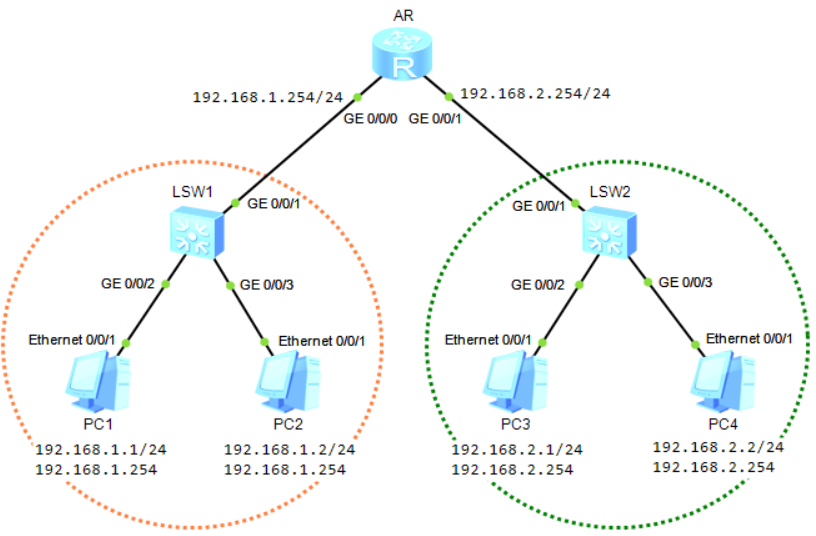 AR
R
192.168.1.254/24
192.168.2.254/24
GE 0/0/0
GE 0/0/1
LSW1
LSW2
GE 0/0/1
GE 0/0/1
GE 0/0/2
GE 0/0/3
GE 0/0/2
GE 0/0/3
Ethernet 0/0/1
Ethernet 0/0/1
Ethernet 0/0/1
Ethernet 0/0/1
PC1
PC2
PC3
PC4
192.168.1.1/24
192.168.1.254
192.168.1.2/24
192.168.1.254
192.168.2.1/24
192.168.2.254
192.168.2.2/24
192.168.2.254